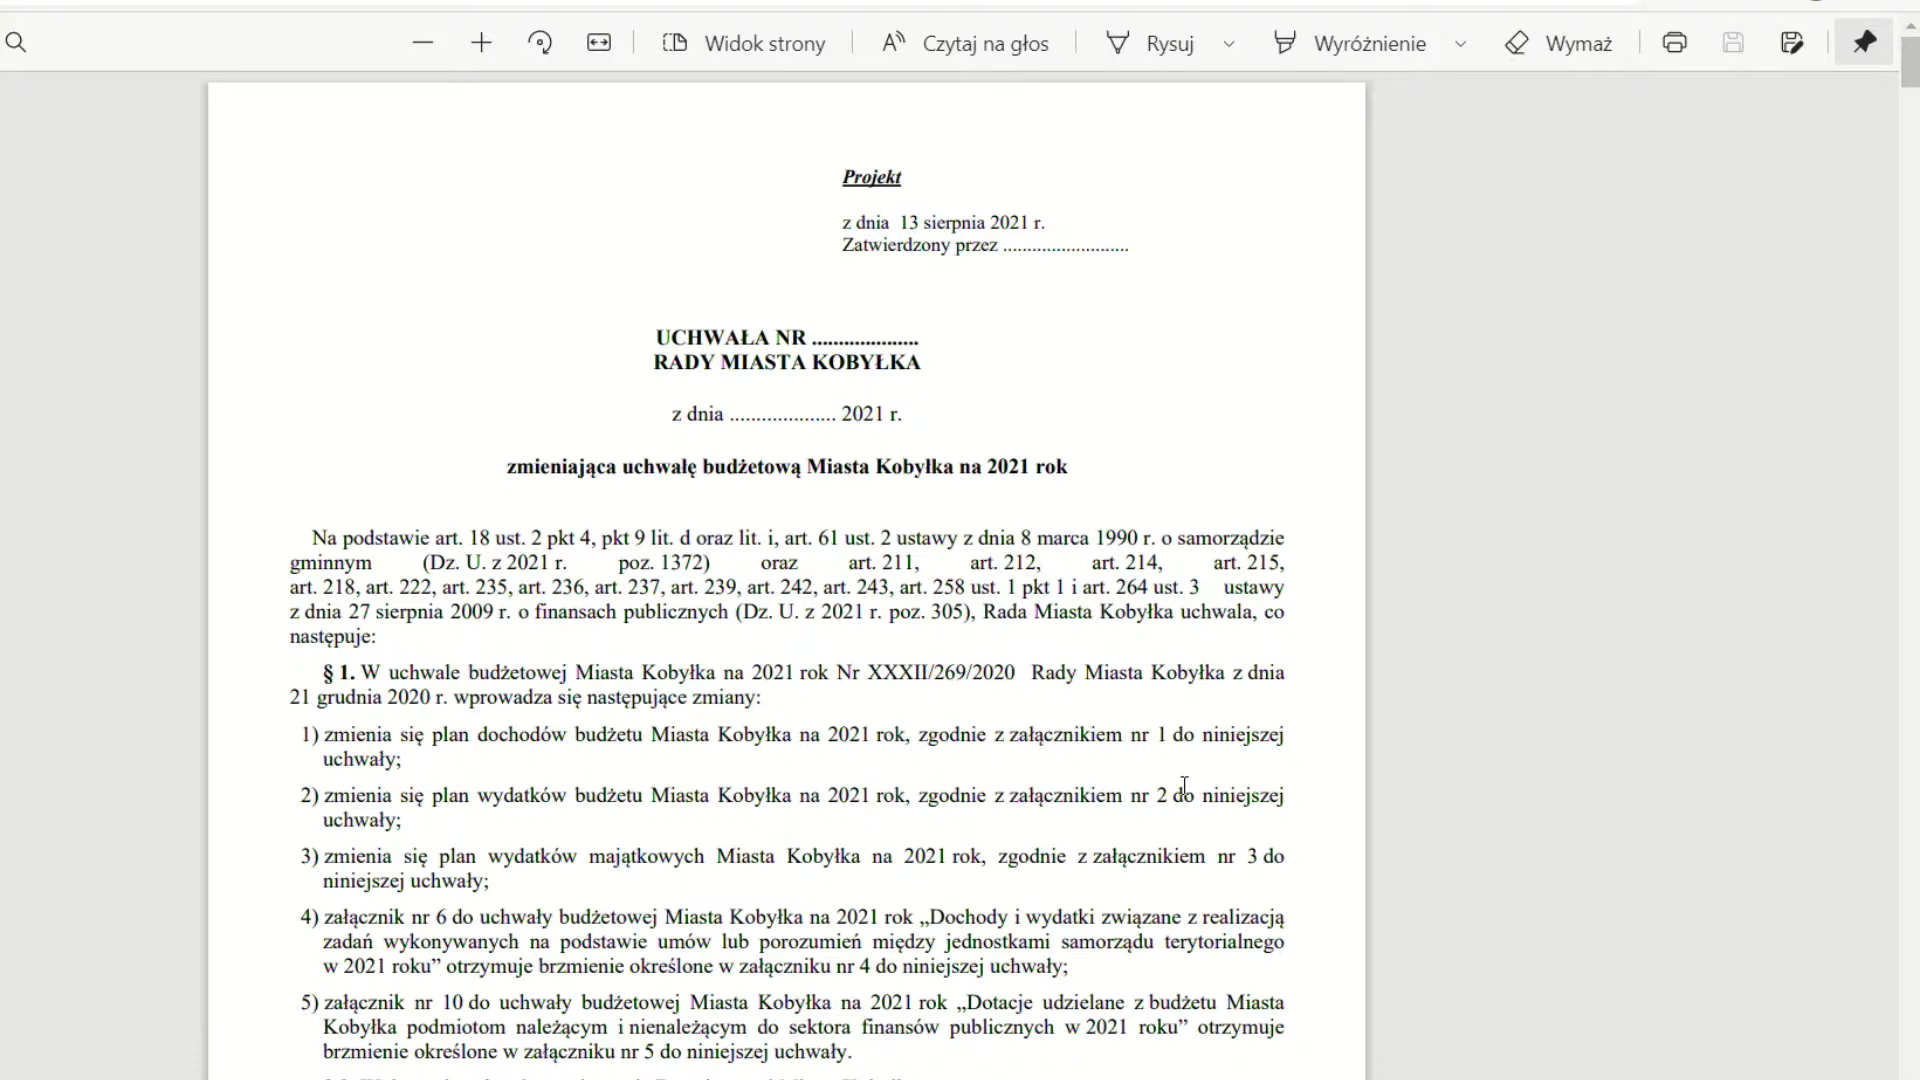 Widok strony
Czytaj na głos
Rysuj
Wyróżnienie
Wymaż
Projekt
z dnia 13 sierpnia 2021 r.
Zatwierdzony przez ..........................
UCHWAŁA NR ....................
RADY MIASTA KOBYŁKA
z dnia .................... 2021 r.
zmieniająca uchwałę budżetową Miasta Kobyłka na 2021 rok
Na podstawie art. 18 ust. 2 pkt 4, pkt 9 lit. d oraz lit. i, art. 61 ust. 2 ustawy z dnia 8 marca 1990 r. o samorządzie
gminnym (Dz. U. z 2021 r. poz. 1372) oraz art. 211, art. 212, art. 214, art. 215,
art. 218, art. 222, art. 235, art. 236, art. 237, art. 239, art. 242, art. 243, art. 258 ust. 1 pkt 1 i art. 264 ust. 3 ustawy
z dnia 27 sierpnia 2009 r. o finansach publicznych (Dz. U. z 2021 r. poz. 305), Rada Miasta Kobyłka uchwala, co
następuje:
§ 1. W uchwale budżetowej Miasta Kobyłka na 2021 rok Nr XXXII/269/2020 Rady Miasta Kobyłka z dnia
21 grudnia 2020 r. wprowadza się następujące zmiany:
1) zmienia się plan dochodów budżetu Miasta Kobyłka na 2021 rok, zgodnie z załącznikiem nr 1 do niniejszej
uchwały;
2) zmienia się plan wydatków budżetu Miasta Kobyłka na 2021 rok, zgodnie z załącznikiem nr 2 do niniejszej
uchwały;
3) zmienia się plan wydatków majątkowych Miasta Kobyłka na 2021 rok, zgodnie z załącznikiem nr 3 do
niniejszej uchwały;
4) załącznik nr 6 do uchwały budżetowej Miasta Kobyłka na 2021 rok „Dochody i wydatki związane z realizacją
zadań wykonywanych na podstawie umów lub porozumień między jednostkami samorządu terytorialnego
w 2021 roku” otrzymuje brzmienie określone w załączniku nr 4 do niniejszej uchwały;
5) załącznik nr 10 do uchwały budżetowej Miasta Kobyłka na 2021 rok „Dotacje udzielane z budżetu Miasta
Kobyłka podmiotom należącym i nienależącym do sektora finansów publicznych w 2021 roku” otrzymuje
brzmienie określone w załączniku nr 5 do niniejszej uchwały.